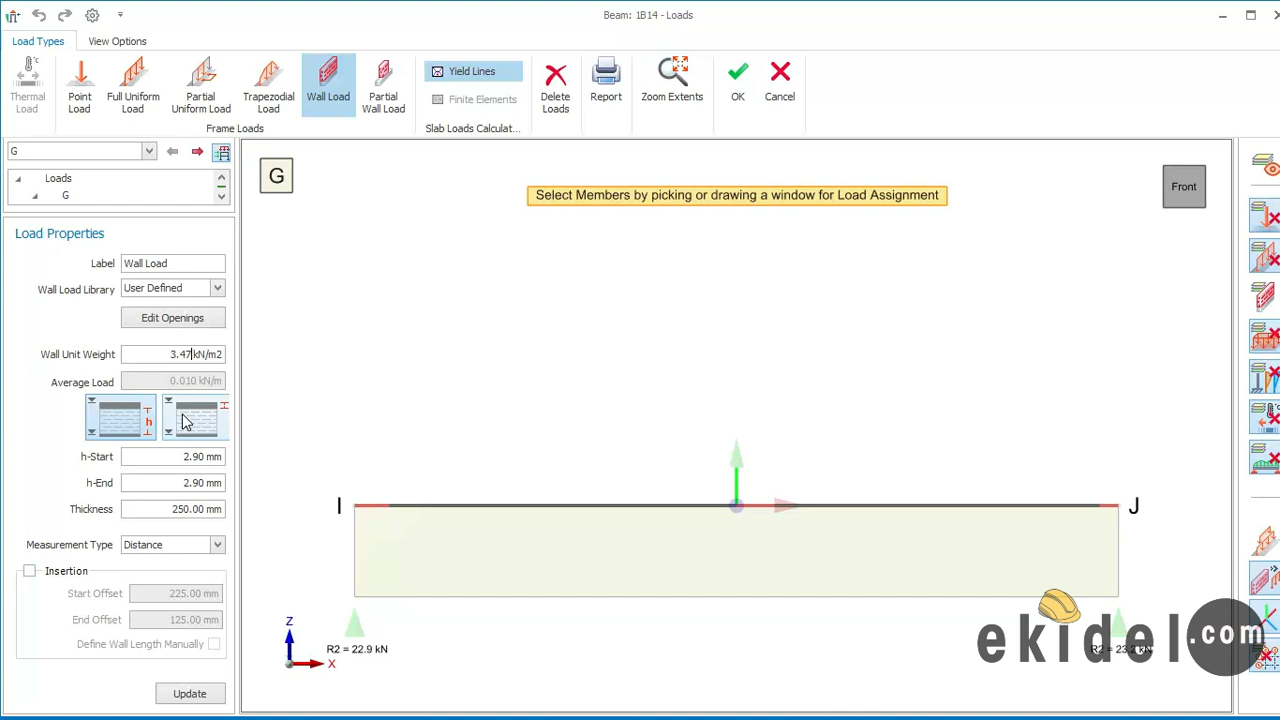 Beam: 1B14 - Loads
Load Types
View Options
Thermal
Load
Point
Load
Full Uniform
Load
Partial
Uniform Load
Trapezodal
Load
Wall Load
Partial
Wall Load
Frame Loads
Yield Lines
Finite Elements
Slab Loads Calculat...
Delete
Loads
Report
Zoom Extents
OK
Cancel
G
Loads
G
G
Select Members by picking or drawing a window for Load Assignment
Front
Load Properties
Label Wall Load
Wall Load Library User Defined
Edit Openings
Wall Unit Weight 3.47 kN/m2
Average Load 0.010 kN/m
h
h-Start 2.90 mm
h-End 2.90 mm
Thickness 250.00 mm
Measurement Type Distance
Insertion
Start Offset 225.00 mm
End Offset 125.00 mm
Define Wall Length Manually
Update
I
J
Z
X
R2 = 22.9 kN
ekidel.com